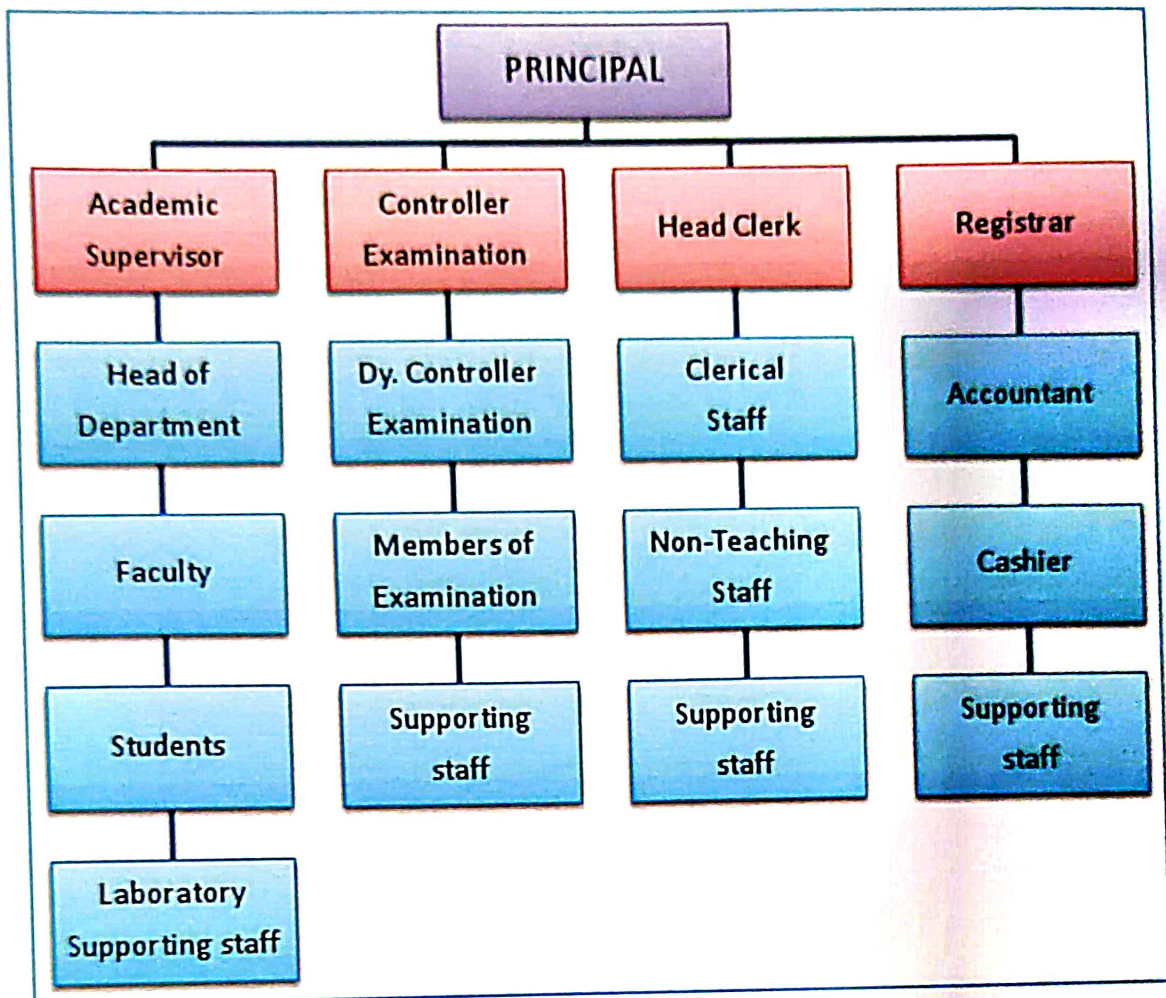 PRINCIPAL
Academic
Supervisor
Head of
Department
Faculty
Students
Laboratory
Supporting staff
Controller
Examination
Dy. Controller
Examination
Members of
Examination
Supporting
staff
Head Clerk
Clerical
Staff
Non-Teaching
Staff
Supporting
staff
Registrar
Accountant
Cashier
Supporting
staff